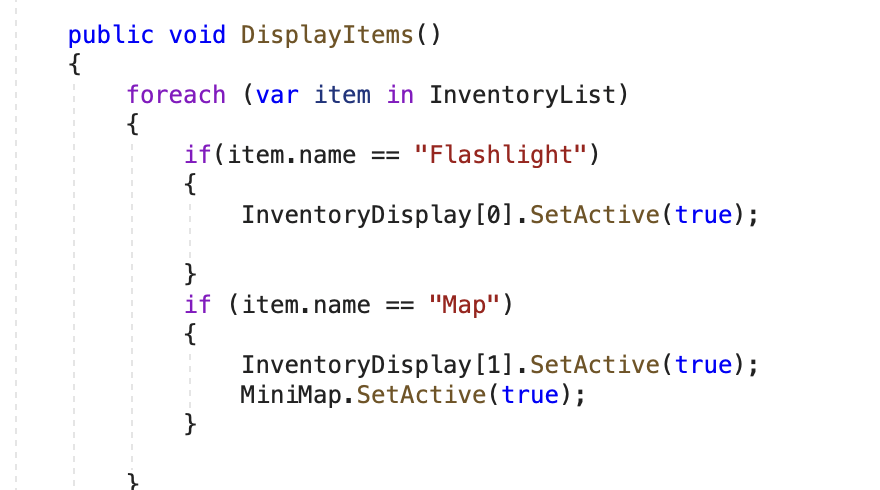 public void DisplayItems()
{
foreach (var item in InventoryList)
{
if(item.name == "Flashlight")
{
InventoryDisplay[0].SetActive(true);
}
if (item.name == "Map")
{
InventoryDisplay[1].SetActive(true);
MiniMap.SetActive(true);
}
}